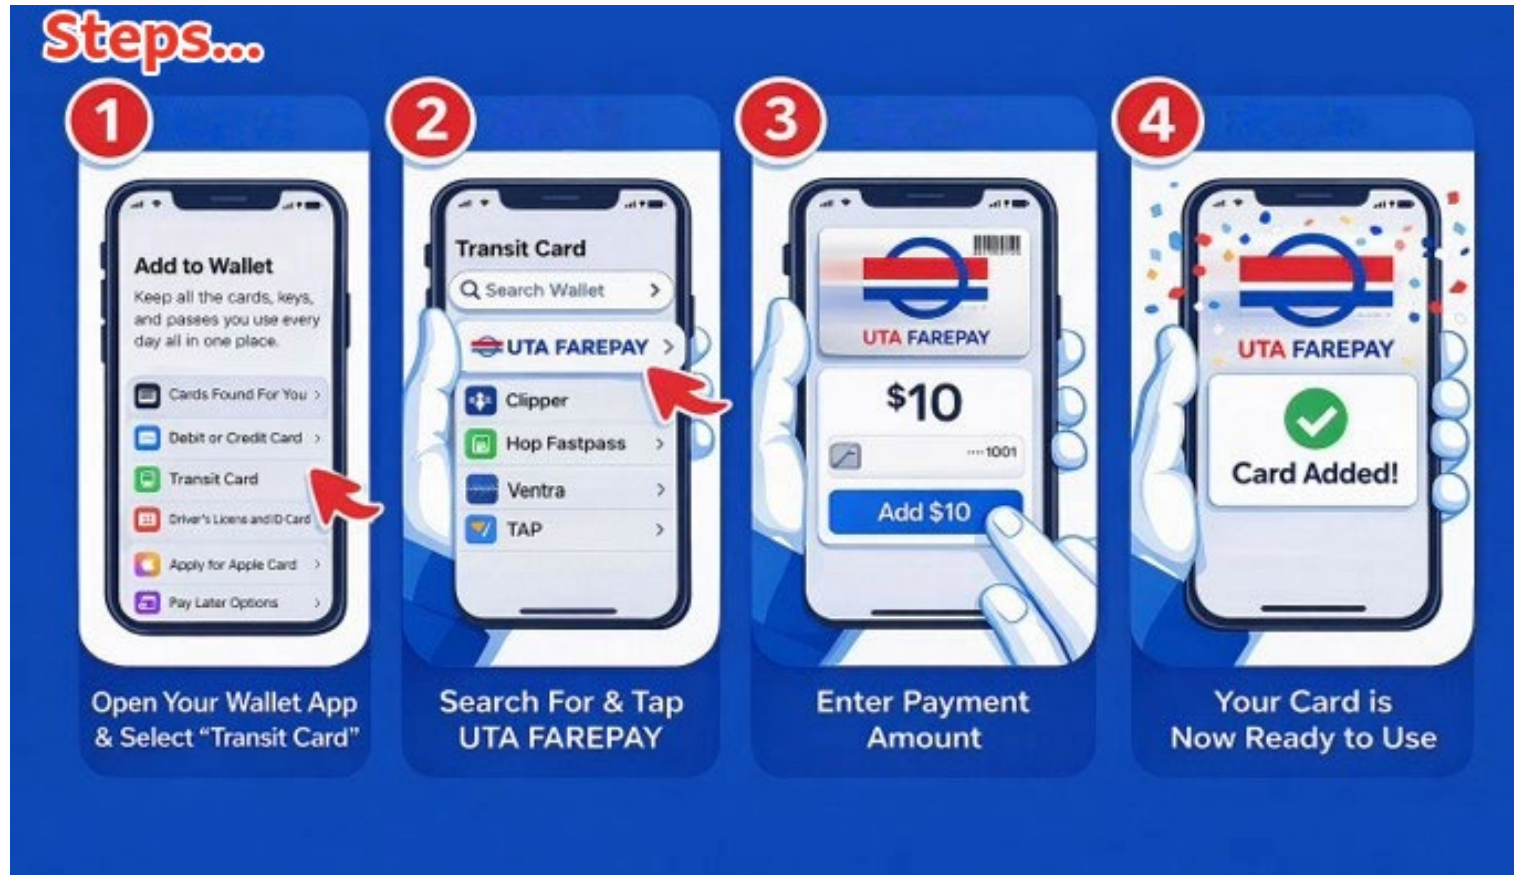 Steps...
1
Add to Wallet
Keep all the cards, keys,
and passes you use every
day all in one place.
Cards Found For You
Debit or Credit Card
Transit Card
Driver's Licens and ID Card
Apply for Apple Card
Pay Later Options
Open Your Wallet App
& Select “Transit Card”
2
Transit Card
Search Wallet
UTA FAREPAY
Clipper
Hop Fastpass
Ventra
TAP
Search For & Tap
UTA FAREPAY
3
UTA FAREPAY
$10
····1001
Add $10
Enter Payment
Amount
4
UTA FAREPAY
Card Added!
Your Card is
Now Ready to Use